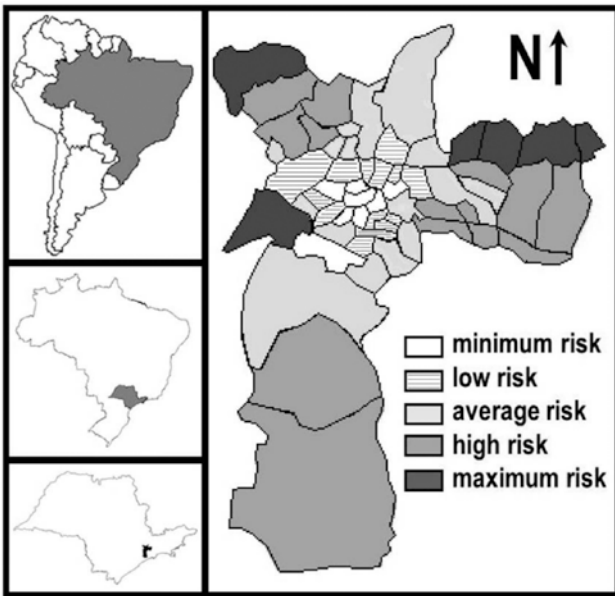 N
minimum risk
low risk
average risk
high risk
maximum risk